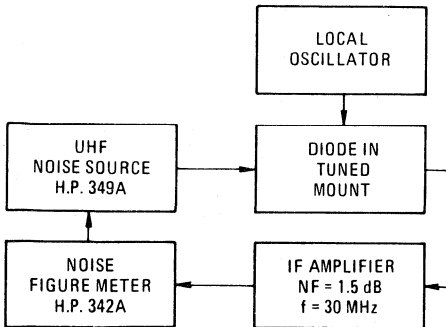 LOCAL
OSCILLATOR
UHF
NOISE SOURCE
H.P. 349A
DIODE IN
TUNED
MOUNT
NOISE
FIGURE METER
H.P. 342A
IF AMPLIFIER
NF = 1.5 dB
f = 30 MHz